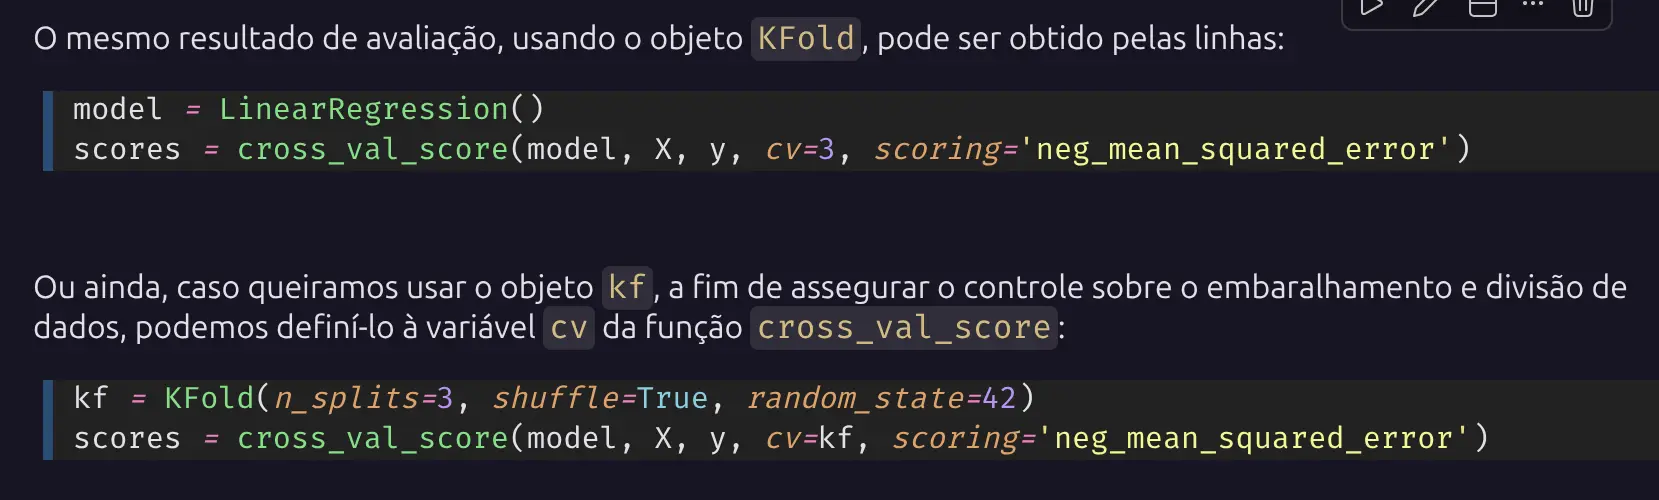 O mesmo resultado de avaliação, usando o objeto KFold, pode ser obtido pelas linhas:
model = LinearRegression()
scores = cross_val_score(model, X, y, cv=3, scoring='neg_mean_squared_error')
Ou ainda, caso queiramos usar o objeto kf, a fim de assegurar o controle sobre o embaralhamento e divisão de
dados, podemos definí-lo à variável cv da função cross_val_score:
kf = KFold(n_splits=3, shuffle=True, random_state=42)
scores = cross_val_score(model, X, y, cv=kf, scoring='neg_mean_squared_error')